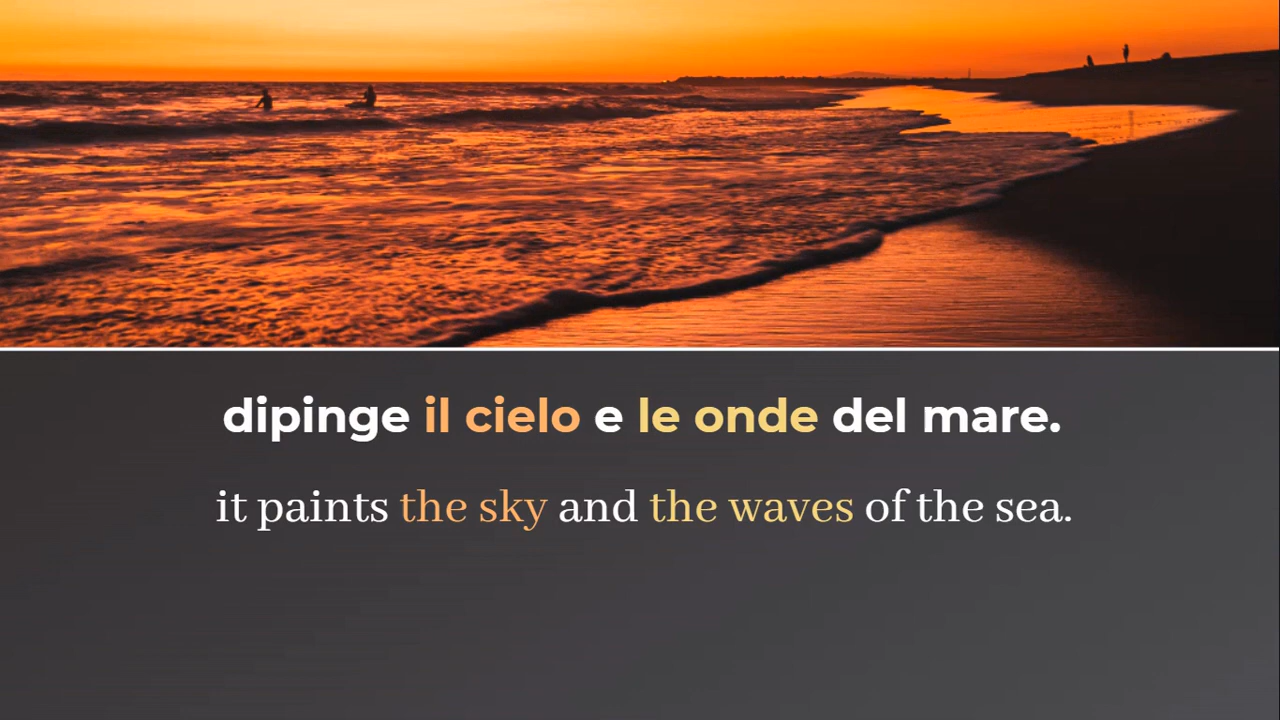 dipinge il cielo e le onde del mare.
it paints the sky and the waves of the sea.